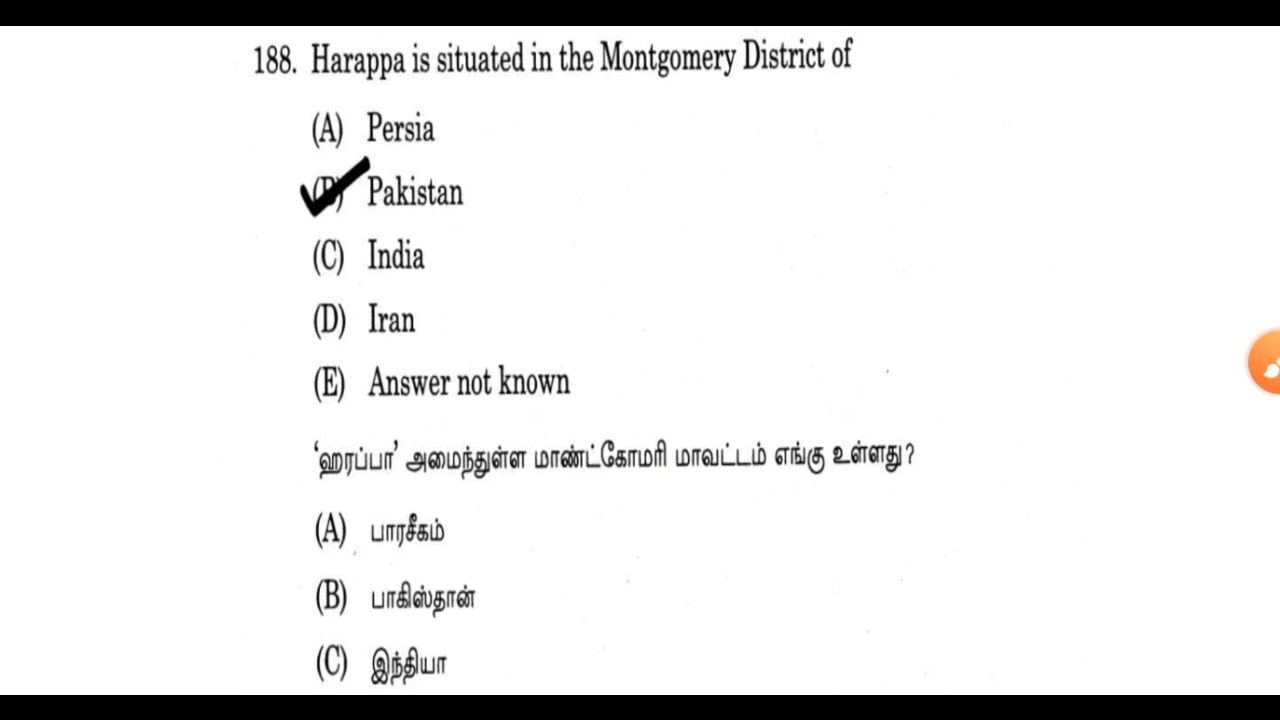 188. Harappa is situated in the Montgomery District of
(A) Persia
(B) Pakistan
(C) India
(D) Iran
(E) Answer not known
‘ஹரப்பா’ அமைந்துள்ள மாண்ட்கோமரி மாவட்டம் எங்கு உள்ளது?
(A) பாரசீகம்
(B) பாகிஸ்தான்
(C) இந்தியா